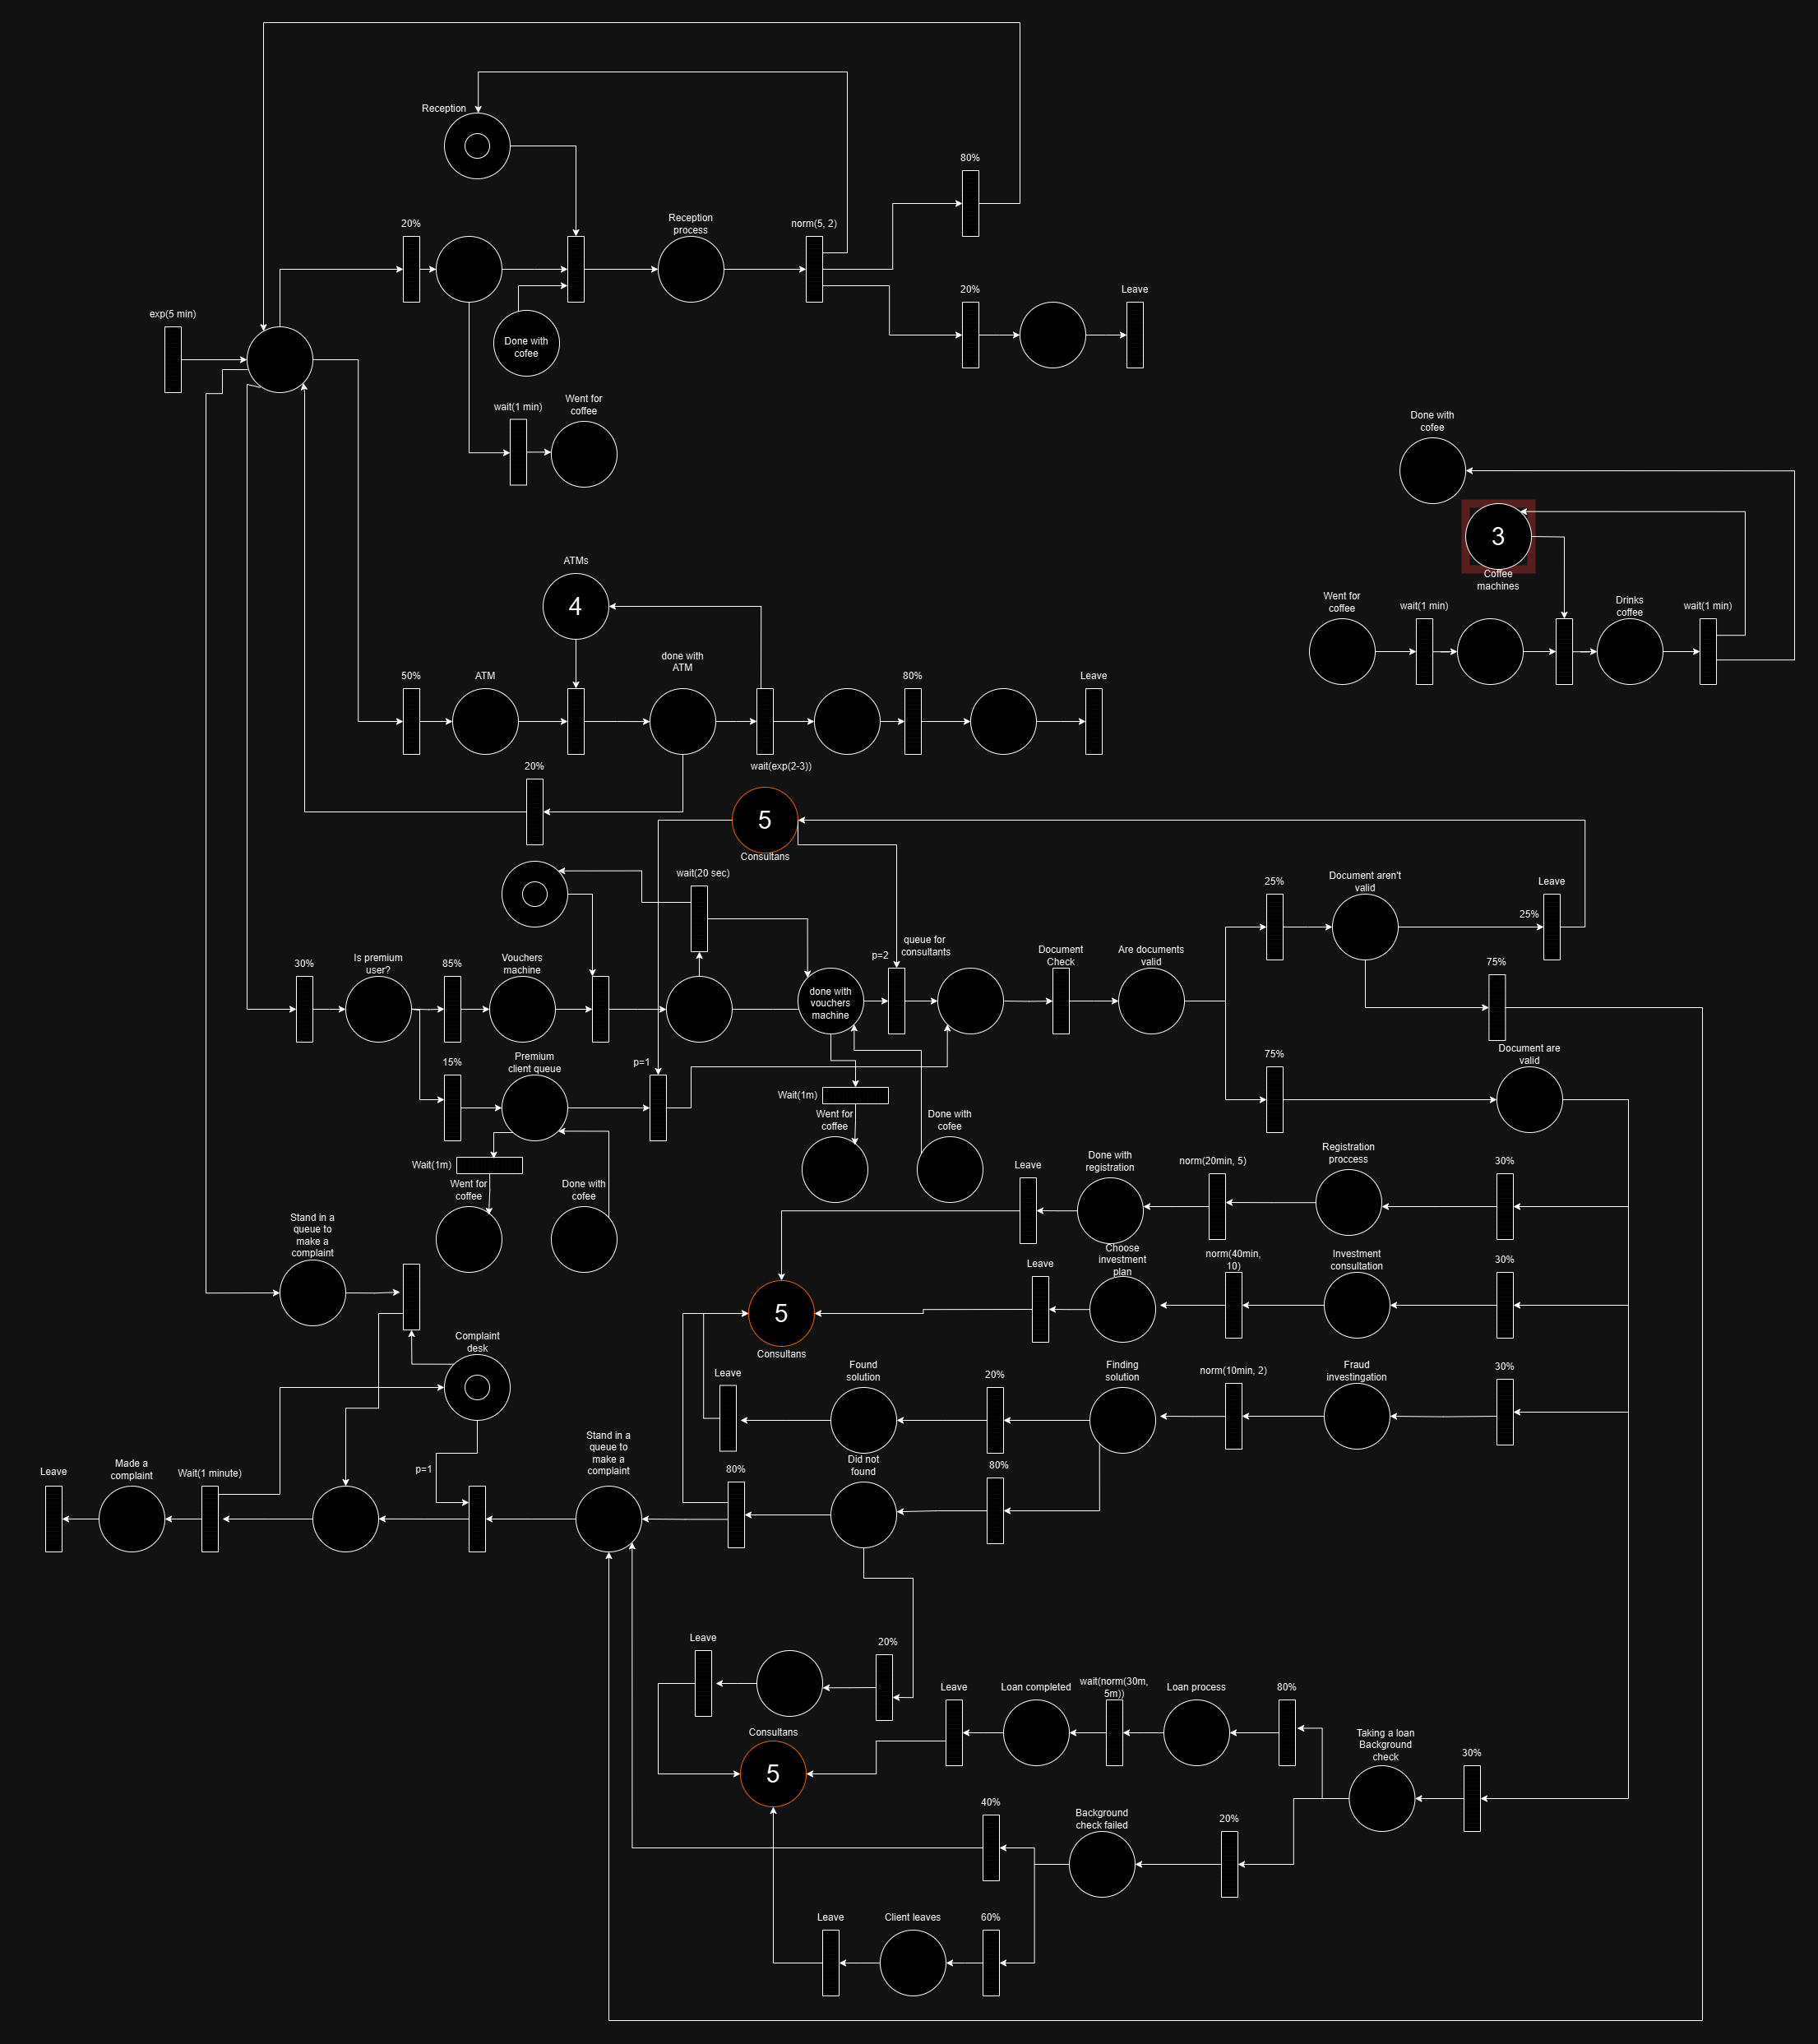 80%
Reception
20%
Reception
process
norm(5, 2)
20%
Leave
exp(5 min)
Done with
cofee
wait(1 min)
Went for
coffee
Done with
cofee
3
Coffee
machines
Went for
coffee
wait(1 min)
Drinks
coffee
wait(1 min)
ATMs
4
50%
ATM
done with
ATM
80%
Leave
wait(exp(2-3))
20%
5
Consultans
wait(20 sec)
25%
Document aren't
valid
Leave
25%
30%
Is premium
user?
85%
Vouchers
machine
done with
vouchers
machine
p=2
queue for
consultants
Document
Check
Are documents
valid
75%
15%
Premium
client queue
p=1
75%
Document are
valid
Wait(1m)
Went for
coffee
Done with
cofee
Wait(1m)
Went for
coffee
Done with
cofee
Leave
Done with
registration
norm(20min, 5)
Registration
proccess
30%
Stand in a
queue to
make a
complaint
5
Consultans
Leave
Choose
investment
plan
norm(40min,
10)
Investment
consultation
30%
Complaint
desk
Leave
Found
solution
20%
Finding
solution
norm(10min, 2)
Fraud
investingation
30%
Leave
Made a
complaint
Wait(1 minute)
p=1
Stand in a
queue to
make a
complaint
80%
Did not
found
80%
Leave
20%
Consultans
5
Leave
Loan completed
wait(norm(30m,
5m))
Loan process
80%
Taking a loan
Background
check
30%
40%
Background
check failed
20%
Leave
Client leaves
60%